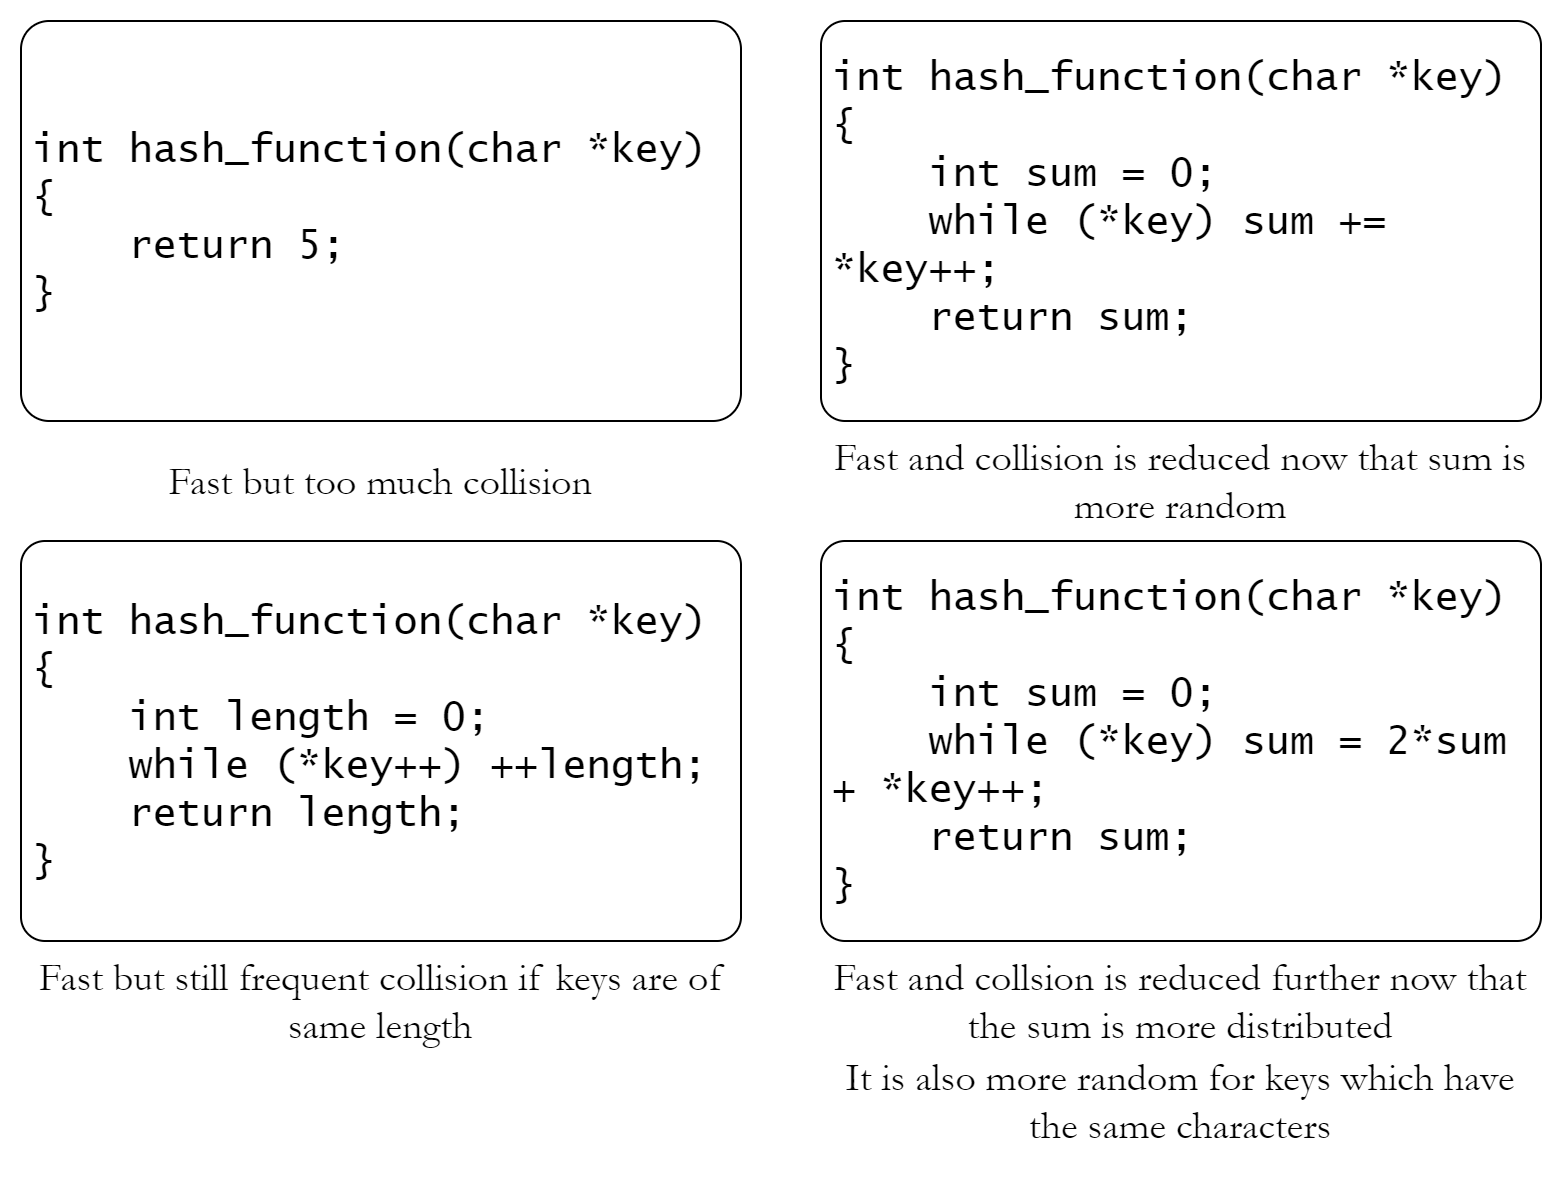 int hash_function(char *key)
{
    return 5;
}
Fast but too much collision
int hash_function(char *key)
{
    int sum = 0;
    while (*key) sum +=
*key++;
    return sum;
}
Fast and collision is reduced now that sum is
more random
int hash_function(char *key)
{
    int length = 0;
    while (*key++) ++length;
    return length;
}
Fast but still frequent collision if keys are of
same length
int hash_function(char *key)
{
    int sum = 0;
    while (*key) sum = 2*sum
+ *key++;
    return sum;
}
Fast and collsion is reduced further now that
the sum is more distributed
It is also more random for keys which have
the same characters